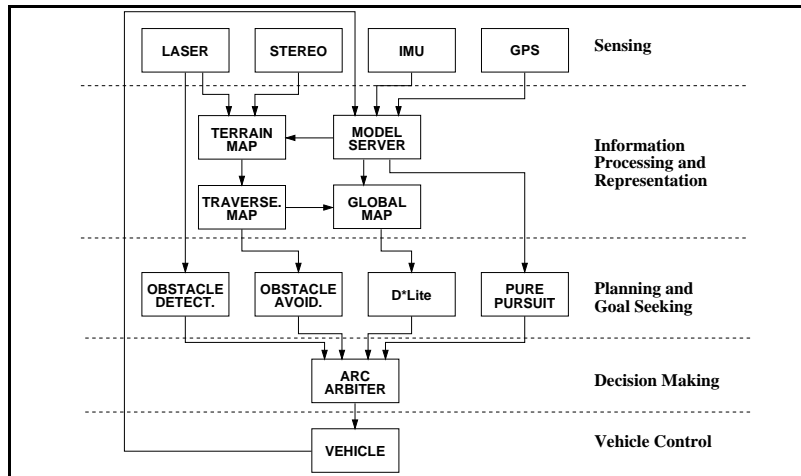 LASER
STEREO
IMU
GPS
Sensing
TERRAIN
MAP
MODEL
SERVER
Information
Processing and
Representation
TRAVERSE.
MAP
GLOBAL
MAP
OBSTACLE
DETECT.
OBSTACLE
AVOID.
D*Lite
PURE
PURSUIT
Planning and
Goal Seeking
ARC
ARBITER
Decision Making
VEHICLE
Vehicle Control